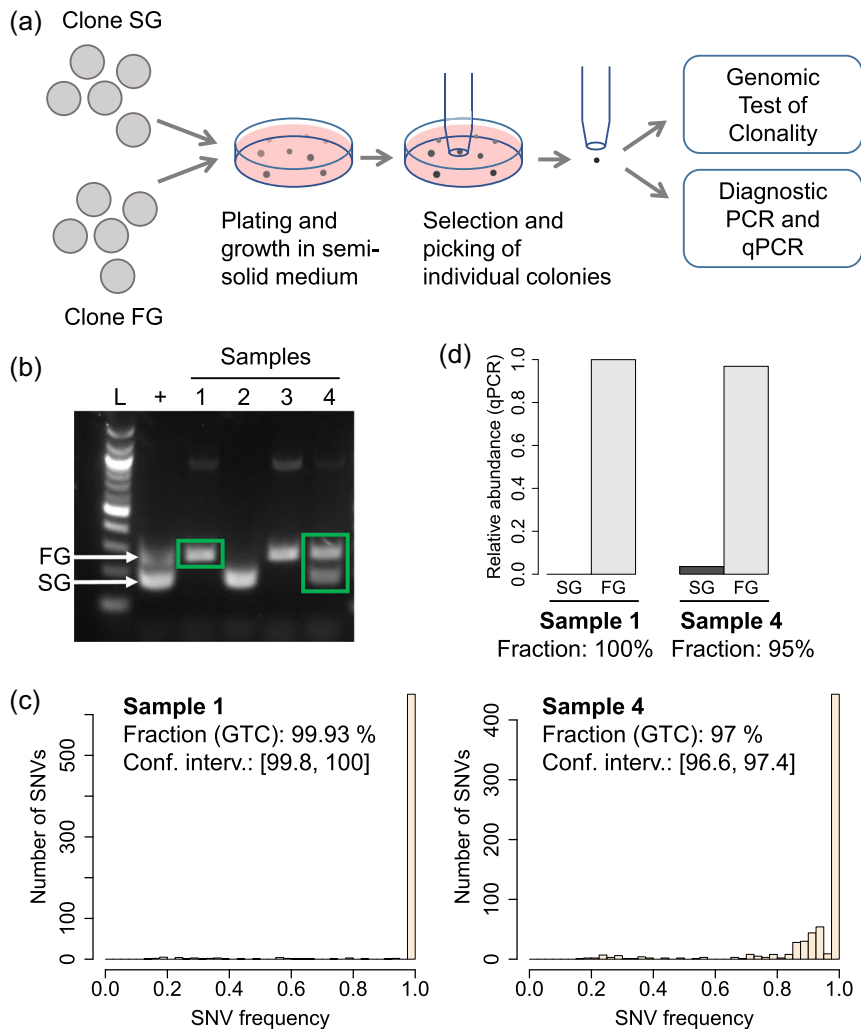 (a)
Clone SG
Clone FG
Plating and
growth in semi-
solid medium
Selection and
picking of
individual colonies
Genomic
Test of
Clonality
Diagnostic
PCR and
qPCR
(b)
Samples
L + 1 2 3 4
FG
SG
(d)
Relative abundance (qPCR)
1.0
0.8
0.6
0.4
0.2
0.0
SG FG SG FG
Sample 1 Sample 4
Fraction: 100% Fraction: 95%
(c)
Sample 1
Fraction (GTC): 99.93 %
Conf. interv.: [99.8, 100]
Number of SNVs
500
300
100
0
0.0 0.2 0.4 0.6 0.8 1.0
SNV frequency
Sample 4
Fraction (GTC): 97 %
Conf. interv.: [96.6, 97.4]
Number of SNVs
400
300
200
100
0
0.0 0.2 0.4 0.6 0.8 1.0
SNV frequency